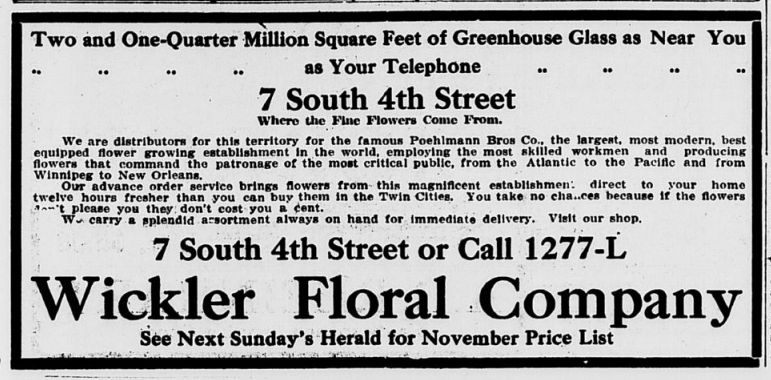 Two and One-Quarter Million Square Feet of Greenhouse Glass as Near You
.. .. .. .. as Your Telephone .. .. .. ..
7 South 4th Street
Where the Fine Flowers Come From.
We are distributors for this territory for the famous Poehlmann Bros Co., the largest, most modern, best
equipped flower growing establishment in the world, employing the most skilled workmen and producing
flowers that command the patronage of the most critical public, from the Atlantic to the Pacific and from
Winnipeg to New Orleans.
Our advance order service brings flowers from this magnificent establishment direct to your home
twelve hours fresher than you can buy them in the Twin Cities. You take no cha..ces because if the flowers
't please you they don't cost you a cent.
We carry a splendid assortment always on hand for immediate delivery. Visit our shop.
7 South 4th Street or Call 1277-L
Wickler Floral Company
See Next Sunday's Herald for November Price List